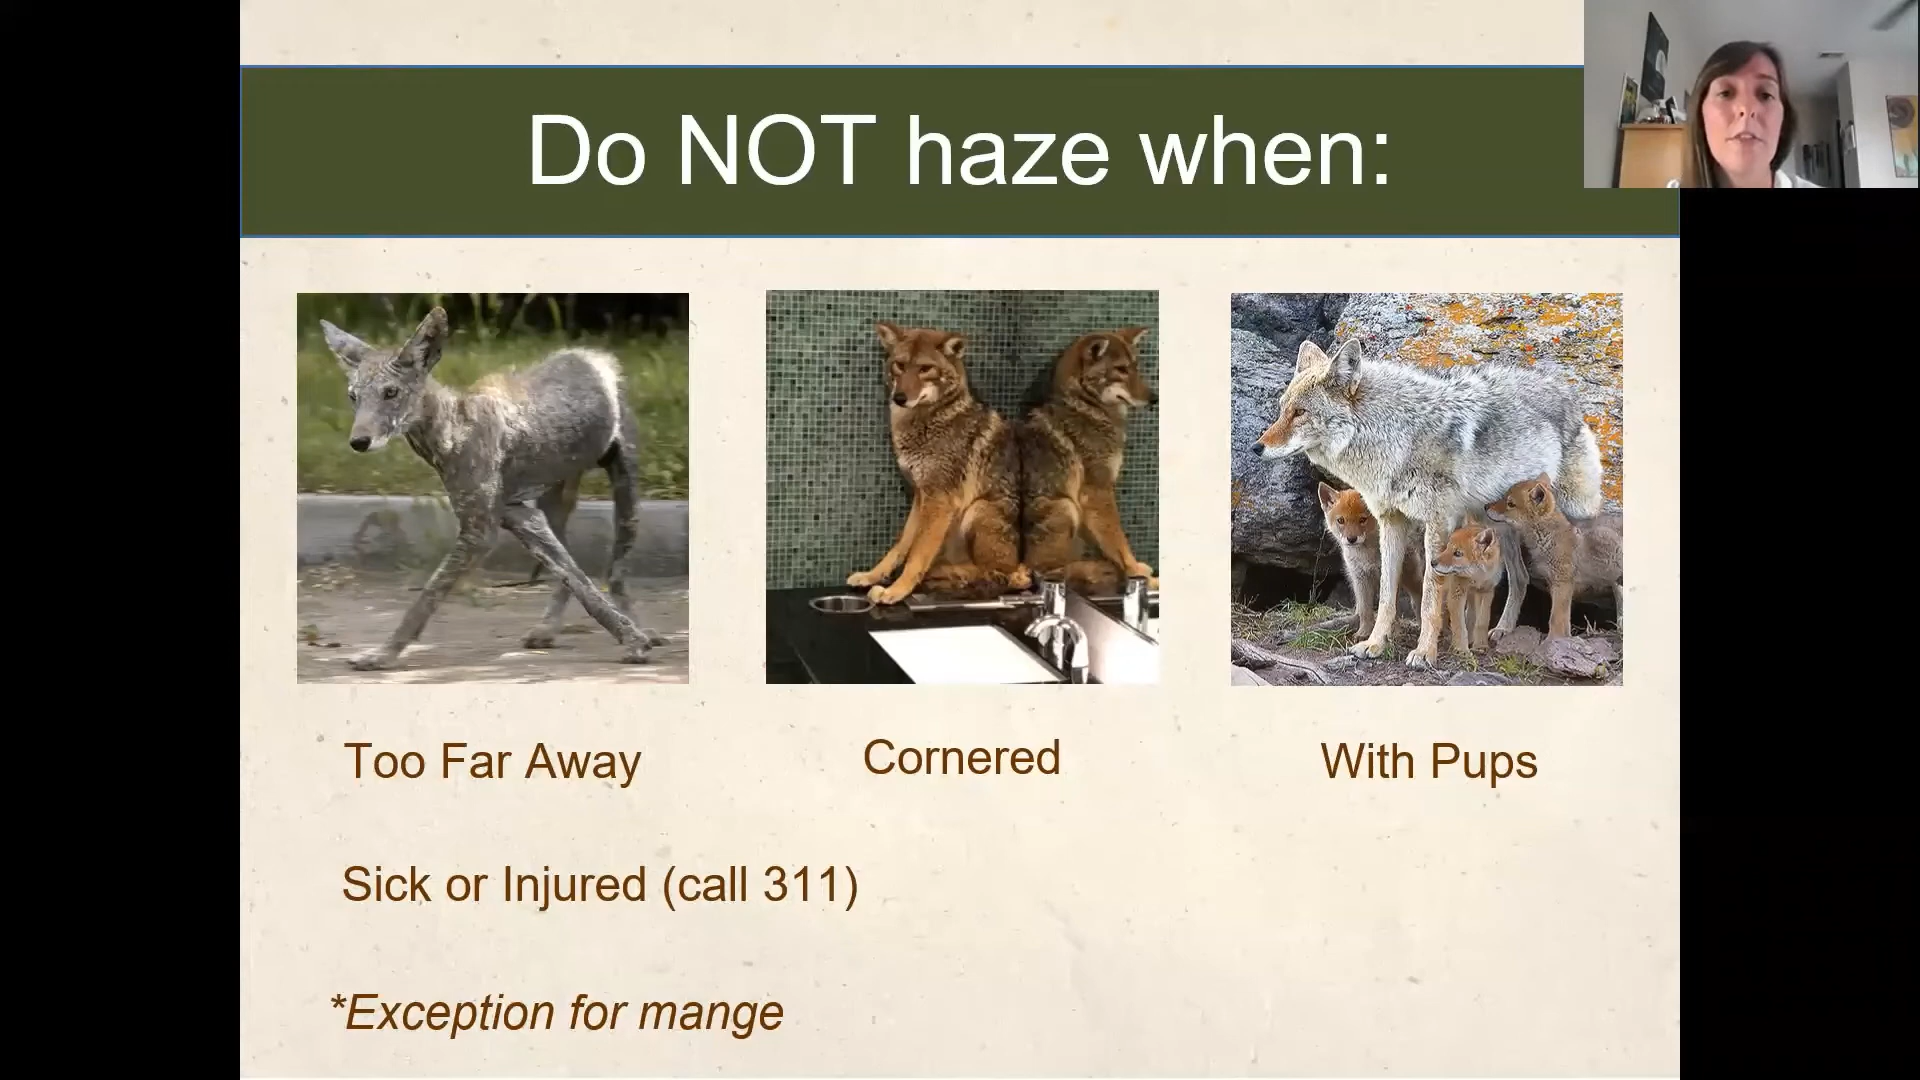 Do NOT haze when:
Too Far Away
Cornered
With Pups
Sick or Injured (call 311)
*Exception for mange